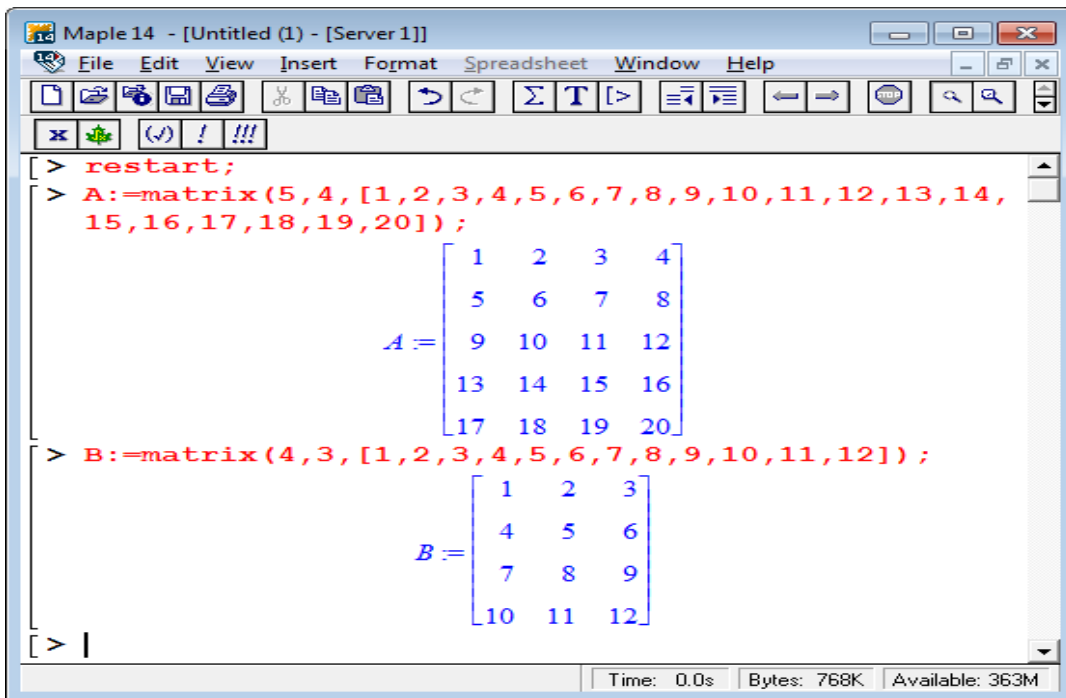 Maple 14 - [Untitled (1) - [Server 1]]
File Edit View Insert Format Spreadsheet Window Help
Σ T [> STOP
x (√) ! !!!
[ > restart;
[ > A:=matrix(5,4,[1,2,3,4,5,6,7,8,9,10,11,12,13,14,
15,16,17,18,19,20]);
1 2 3 4
5 6 7 8
A := 9 10 11 12
13 14 15 16
17 18 19 20
[ > B:=matrix(4,3,[1,2,3,4,5,6,7,8,9,10,11,12]);
1 2 3
4 5 6
B :=
7 8 9
10 11 12
[ >
Time: 0.0s Bytes: 768K Available: 363M